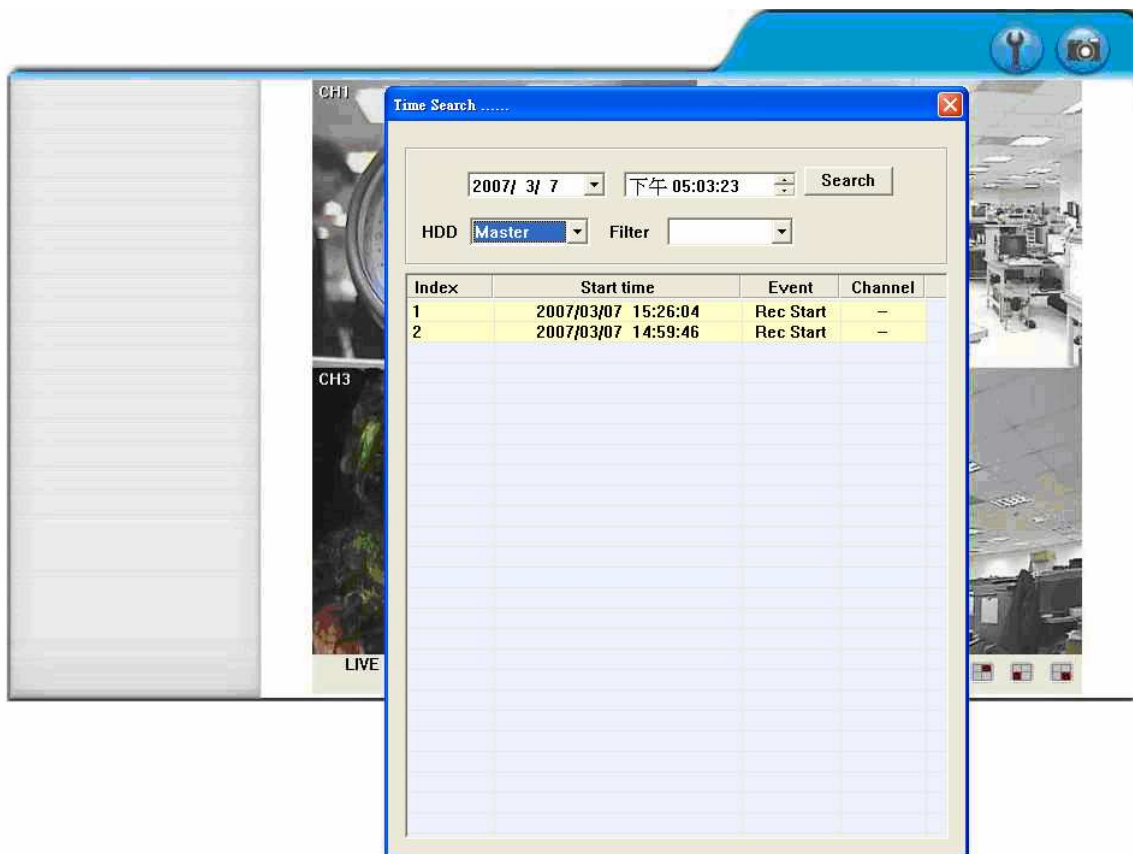 CH1
Time Search ......
2007/ 3/ 7 下午 05:03:23 Search
HDD Master Filter
Index Start time Event Channel
1 2007/03/07 15:26:04 Rec Start –
2 2007/03/07 14:59:46 Rec Start –
CH3
LIVE